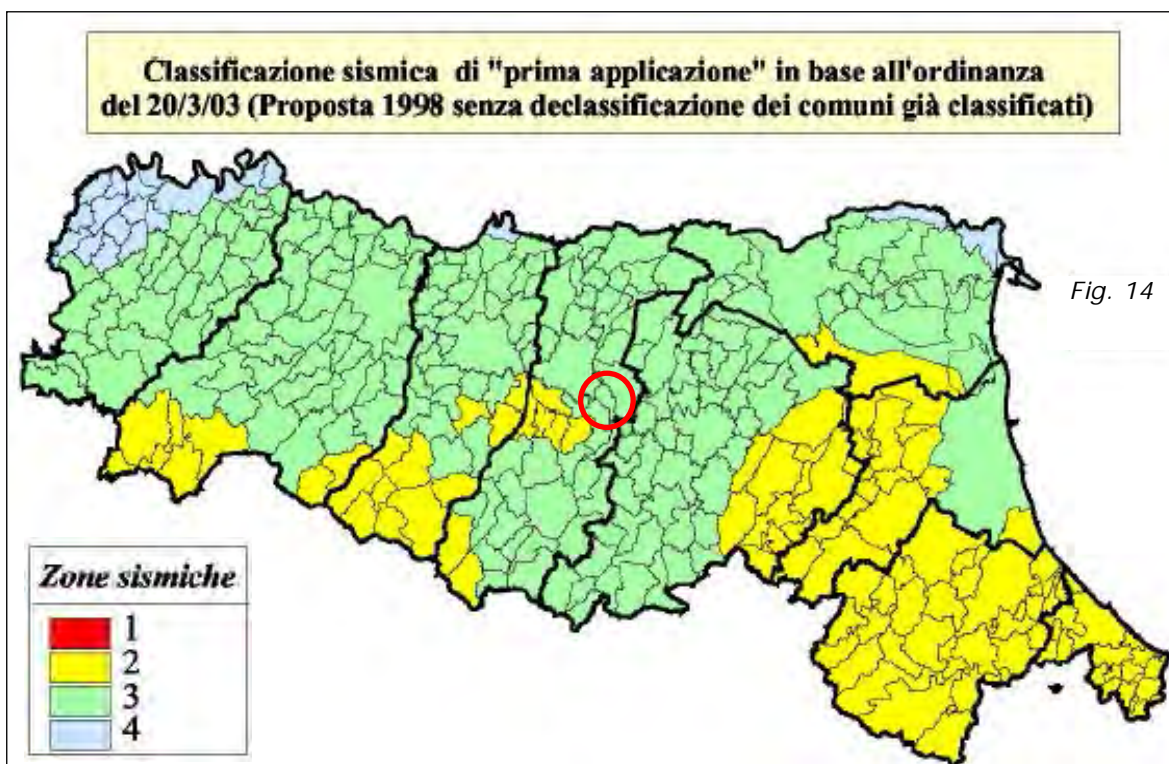 Classificazione sismica di "prima applicazione" in base all'ordinanza
del 20/3/03 (Proposta 1998 senza declassificazione dei comuni già classificati)
Fig. 14
Zone sismiche
1
2
3
4